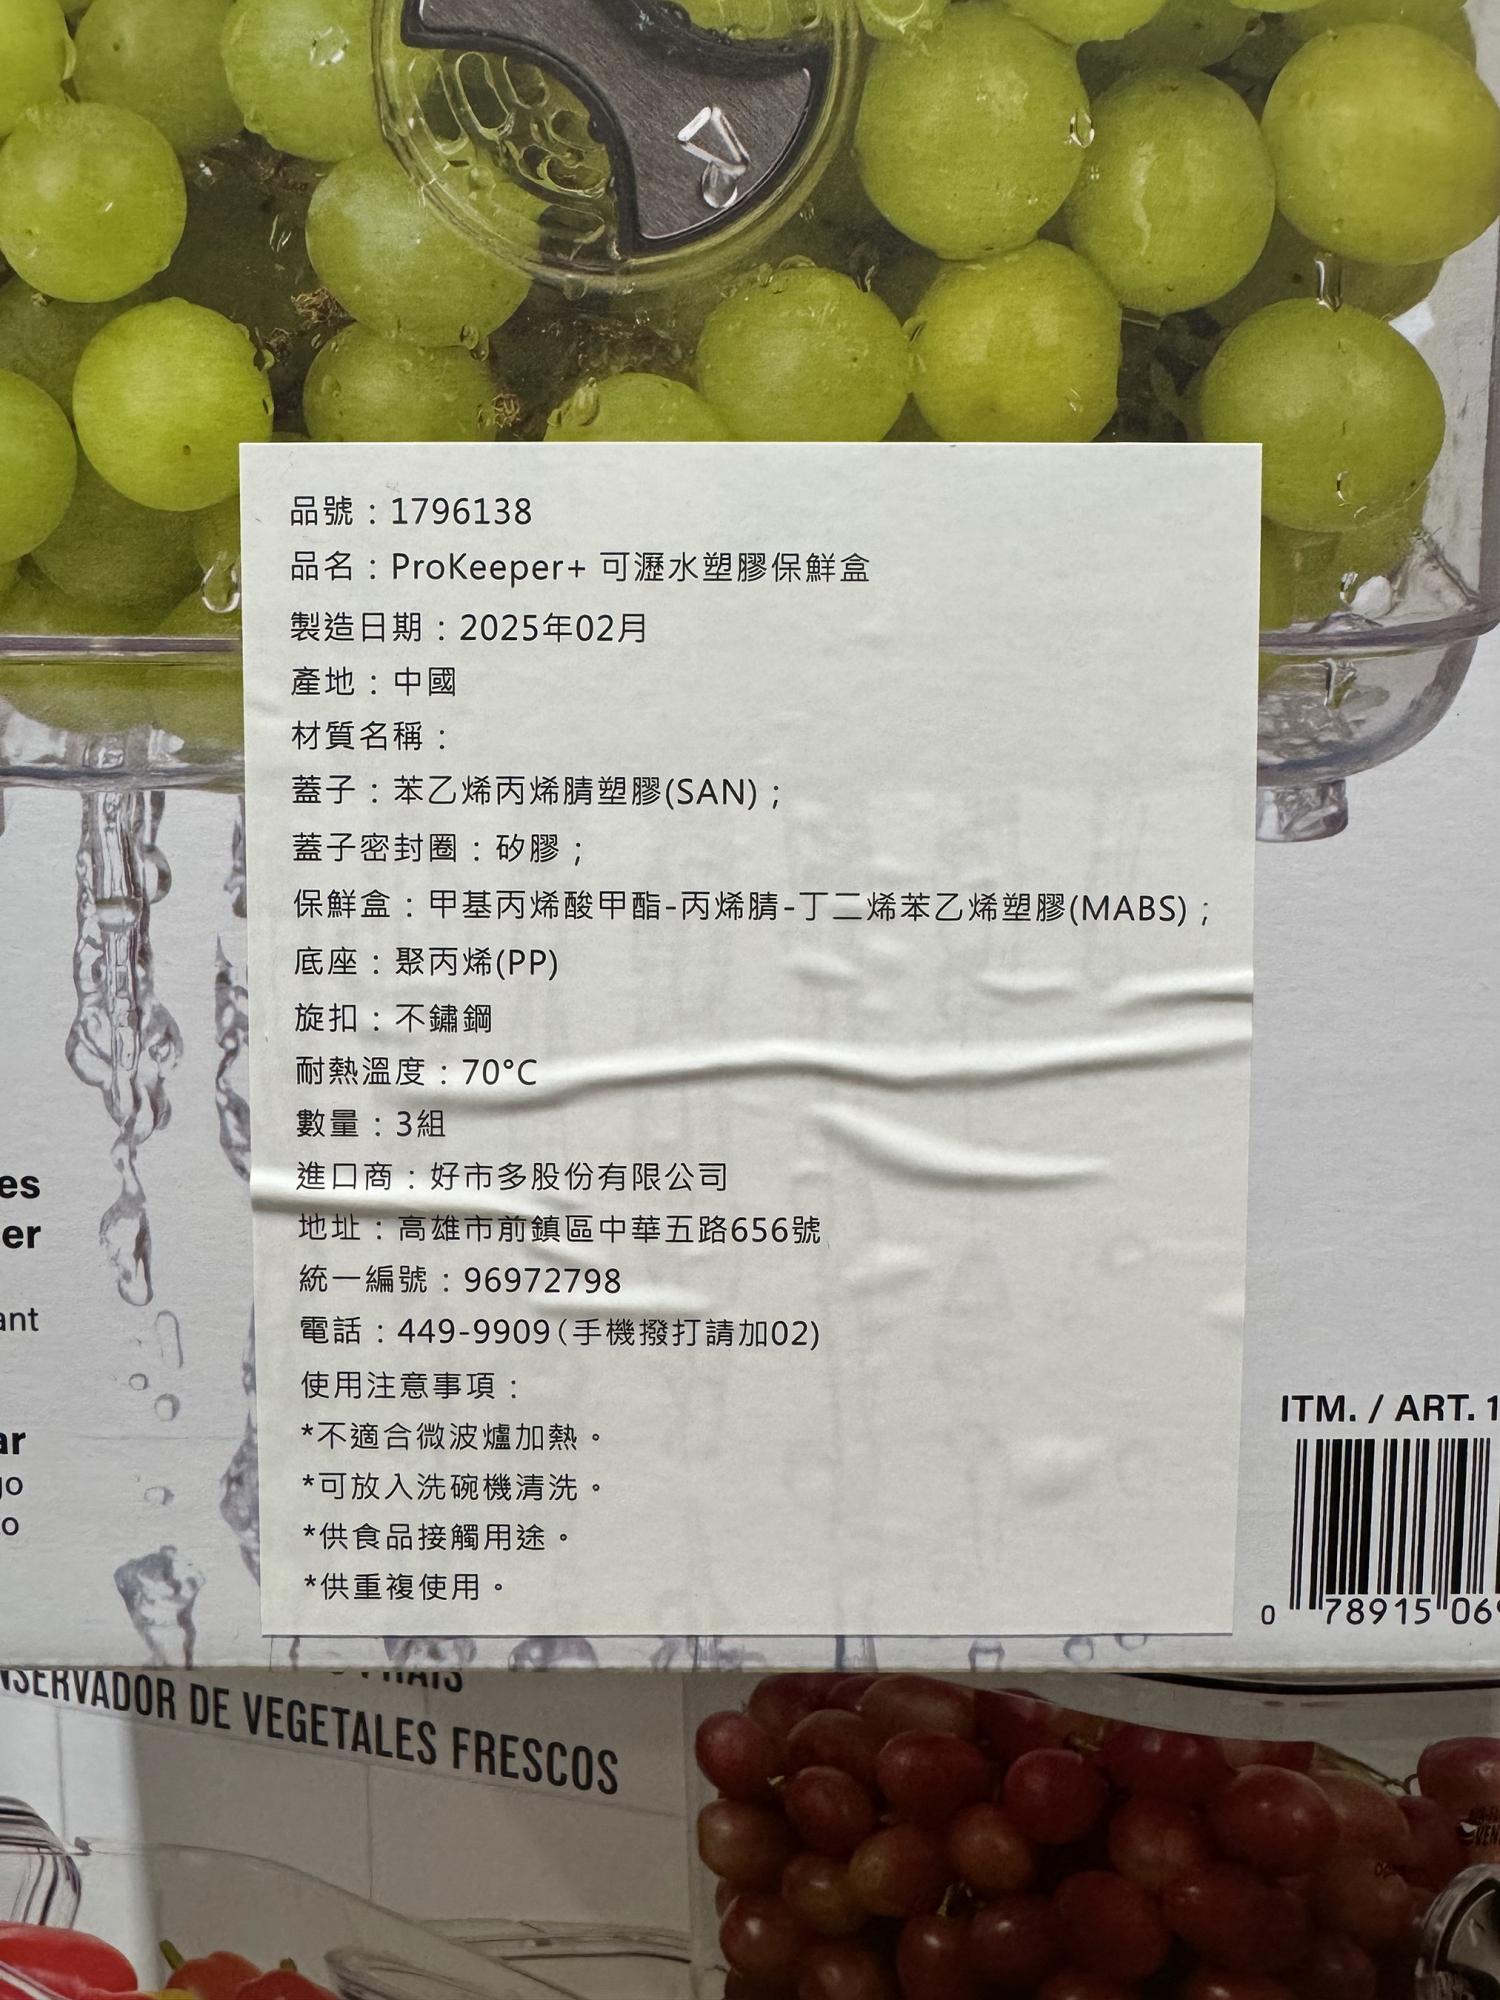 品號：1796138
品名：ProKeeper+ 可瀝水塑膠保鮮盒
製造日期：2025年02月
產地：中國
材質名稱：
蓋子：苯乙烯丙烯腈塑膠(SAN)；
蓋子密封圈：矽膠；
保鮮盒：甲基丙烯酸甲酯-丙烯腈-丁二烯苯乙烯塑膠(MABS)；
底座：聚丙烯(PP)
旋扣：不鏽鋼
耐熱溫度：70°C
數量：3組
進口商：好市多股份有限公司
地址：高雄市前鎮區中華五路656號
統一編號：96972798
電話：449-9909(手機撥打請加02)
使用注意事項：
*不適合微波爐加熱。
*可放入洗碗機清洗。
*供食品接觸用途。
*供重複使用。
es
er
ant
ar
go
to
ITM. / ART. 1
0 78915 06
NSERVADOR DE VEGETALES FRESCOS